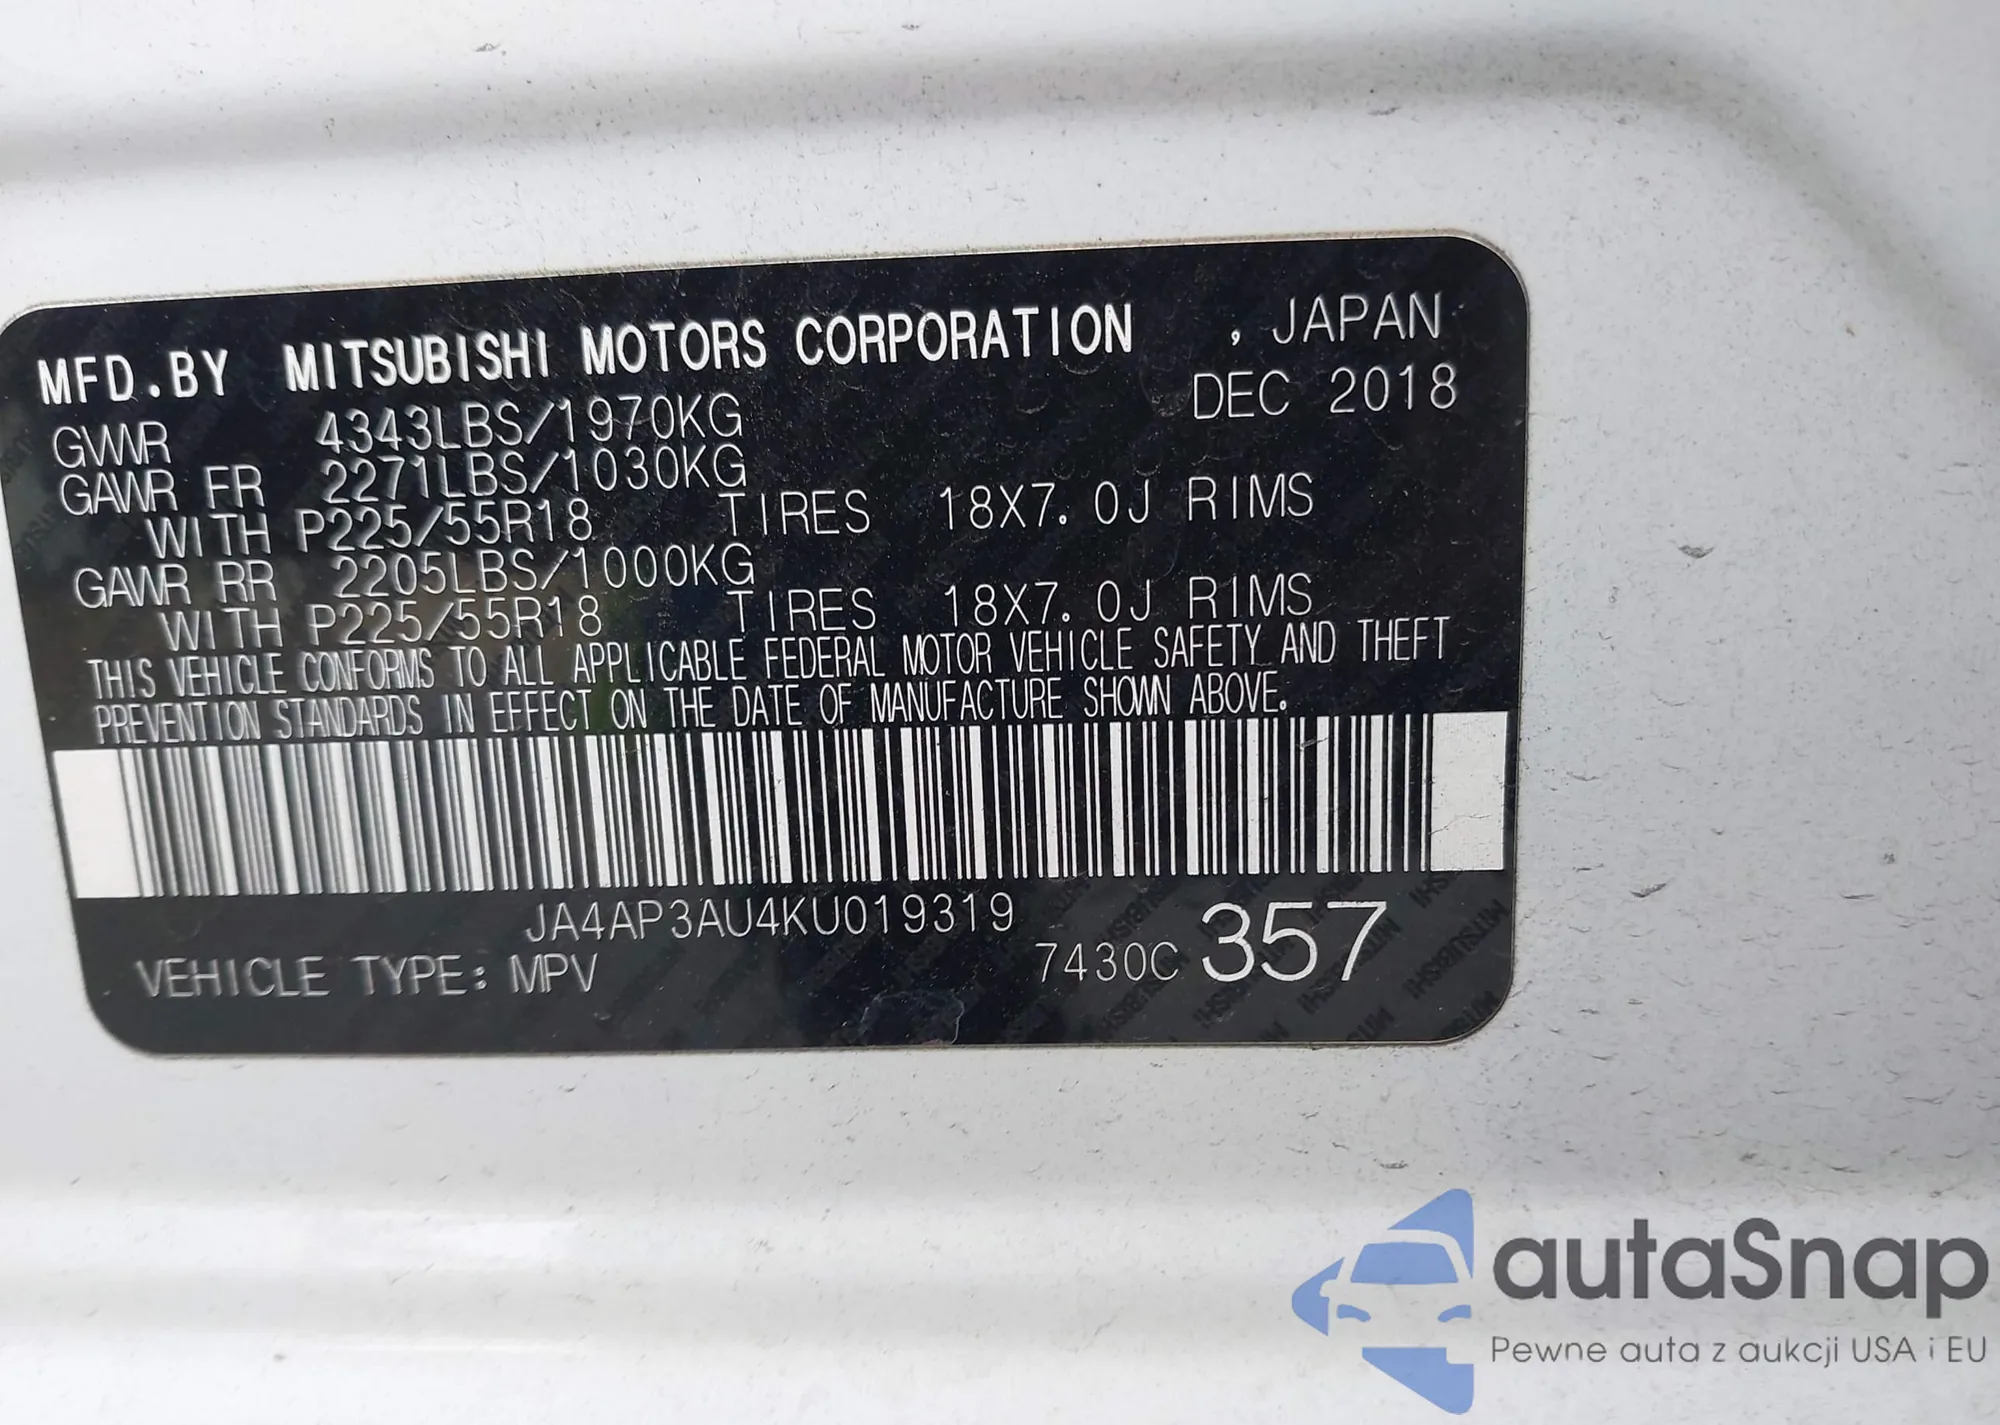 MFD.BY MITSUBISHI MOTORS CORPORATION , JAPAN
GVWR 4343LBS/1970KG DEC 2018
GAWR FR 2271LBS/1030KG
WITH P225/55R18 TIRES 18X7.0J RIMS
GAWR RR 2205LBS/1000KG
WITH P225/55R18 TIRES 18X7.0J RIMS
THIS VEHICLE CONFORMS TO ALL APPLICABLE FEDERAL MOTOR VEHICLE SAFETY AND THEFT
PREVENTION STANDARDS IN EFFECT ON THE DATE OF MANUFACTURE SHOWN ABOVE.
JA4AP3AU4KU019319
VEHICLE TYPE: MPV 7430C 357
autaSnap
Pewne auta z aukcji USA i EU